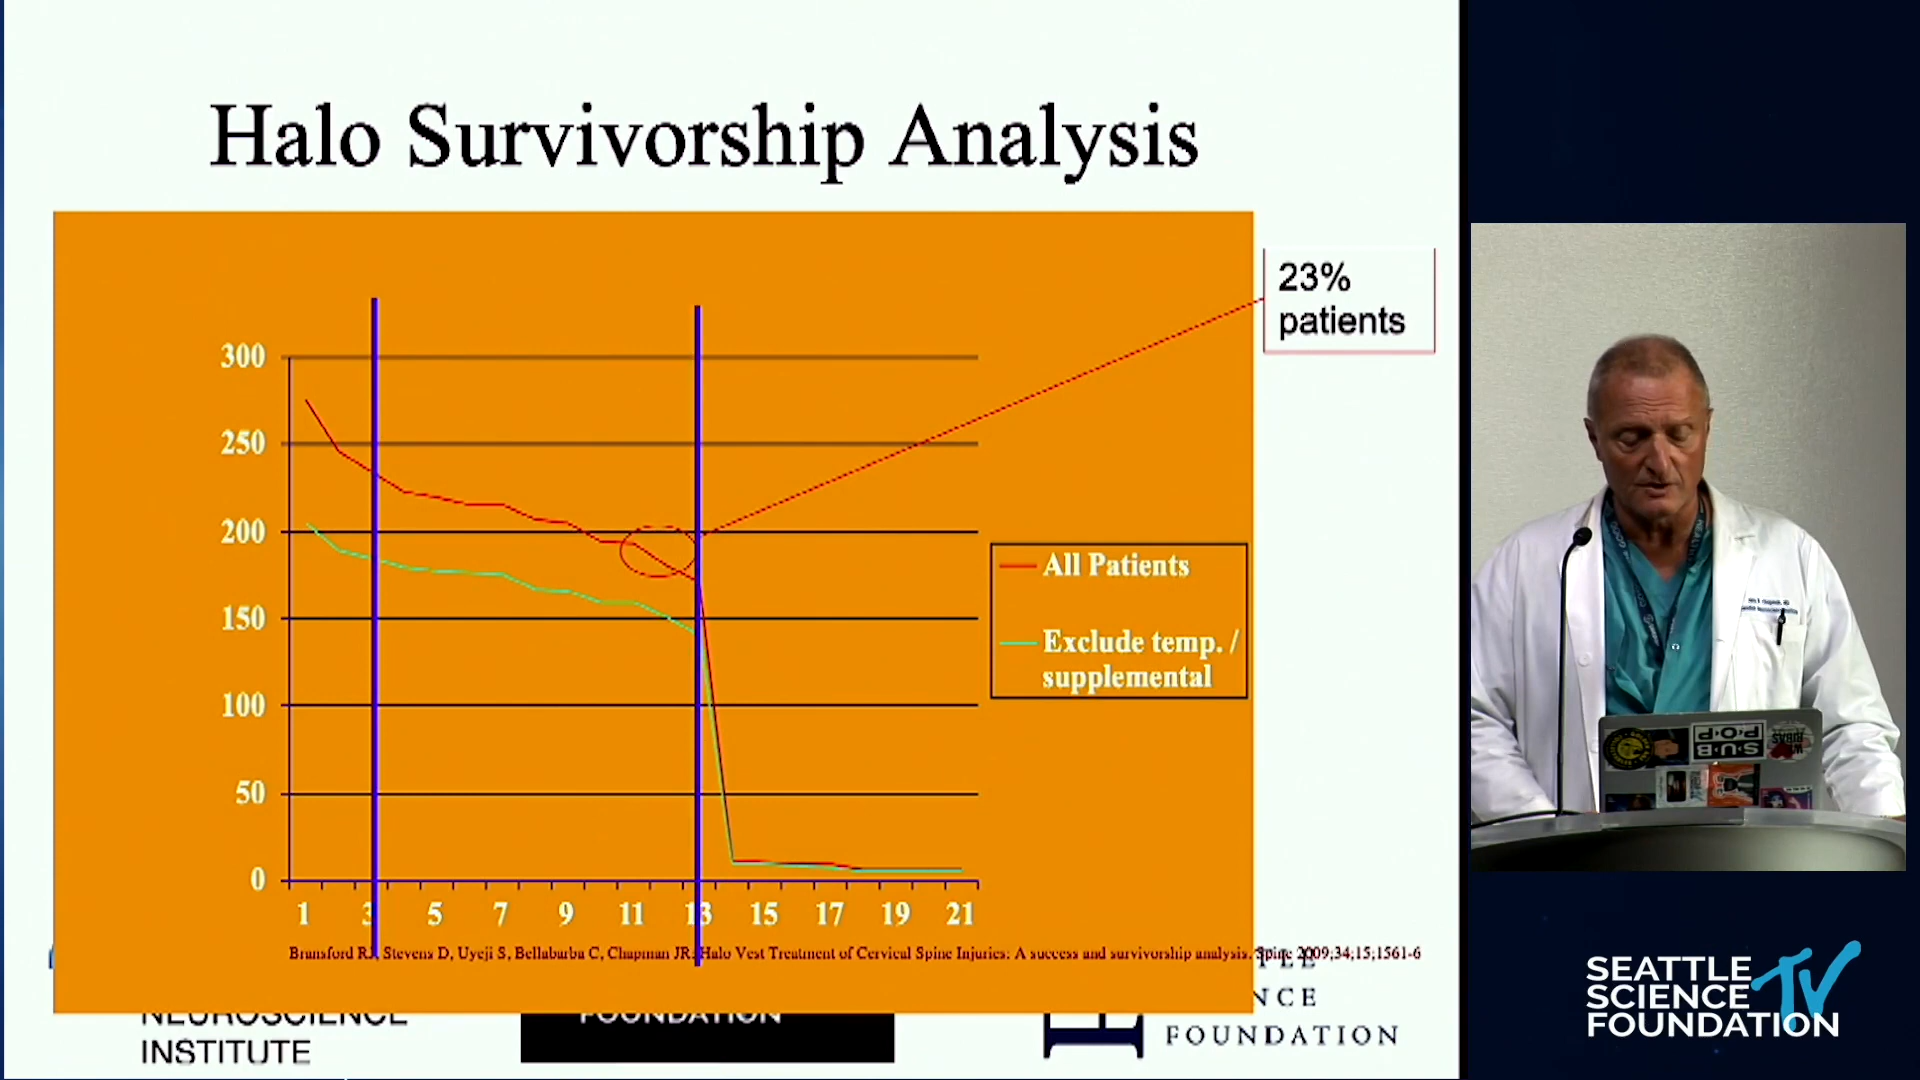 Halo Survivorship Analysis
23%
patients
300
250
200
150
100
50
0
1 3 5 7 9 11 13 15 17 19 21
All Patients
Exclude temp. /
supplemental
Bransford RJ, Stevens D, Uyeji S, Bellabarba C, Chapman JR: Halo Vest Treatment of Cervical Spine Injuries: A success and survivorship analysis. Spine 2009;34;15;1561-6
NEUROSCIENCE
INSTITUTE
FOUNDATION
FOUNDATION
SUB
POP
SEATTLE
SCIENCE
FOUNDATION
TV